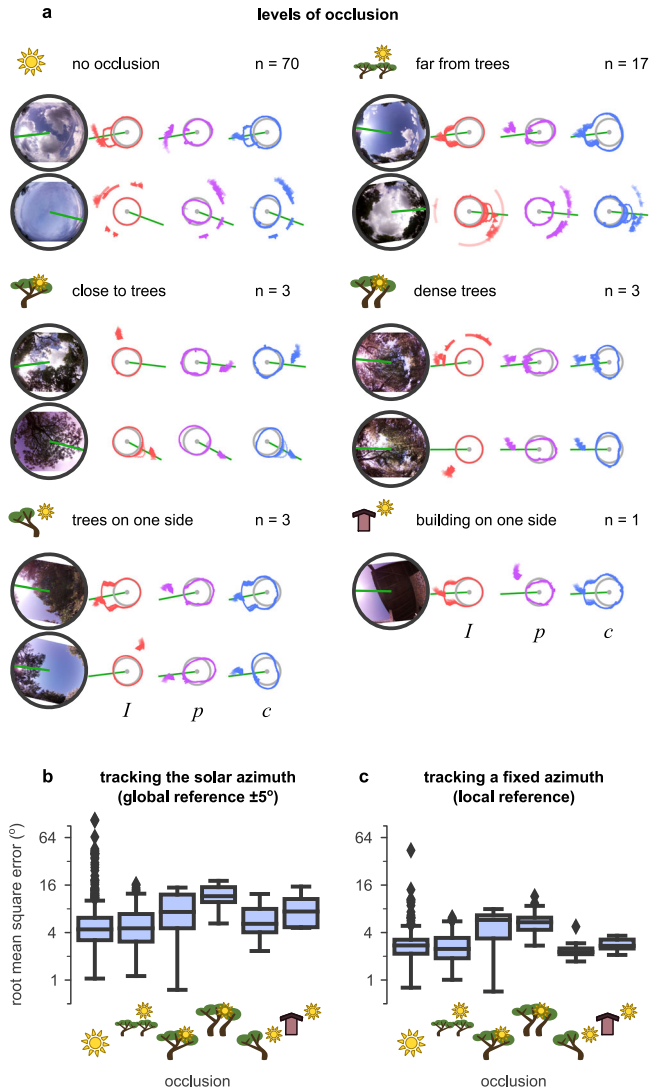 a levels of occlusion
no occlusion n = 70
far from trees n = 17
close to trees n = 3
dense trees n = 3
trees on one side n = 3
building on one side n = 1
I p c
I p c
b tracking the solar azimuth
(global reference ±5°)
root mean square error (°)
64
16
4
1
occlusion
c tracking a fixed azimuth
(local reference)
64
16
4
1
occlusion